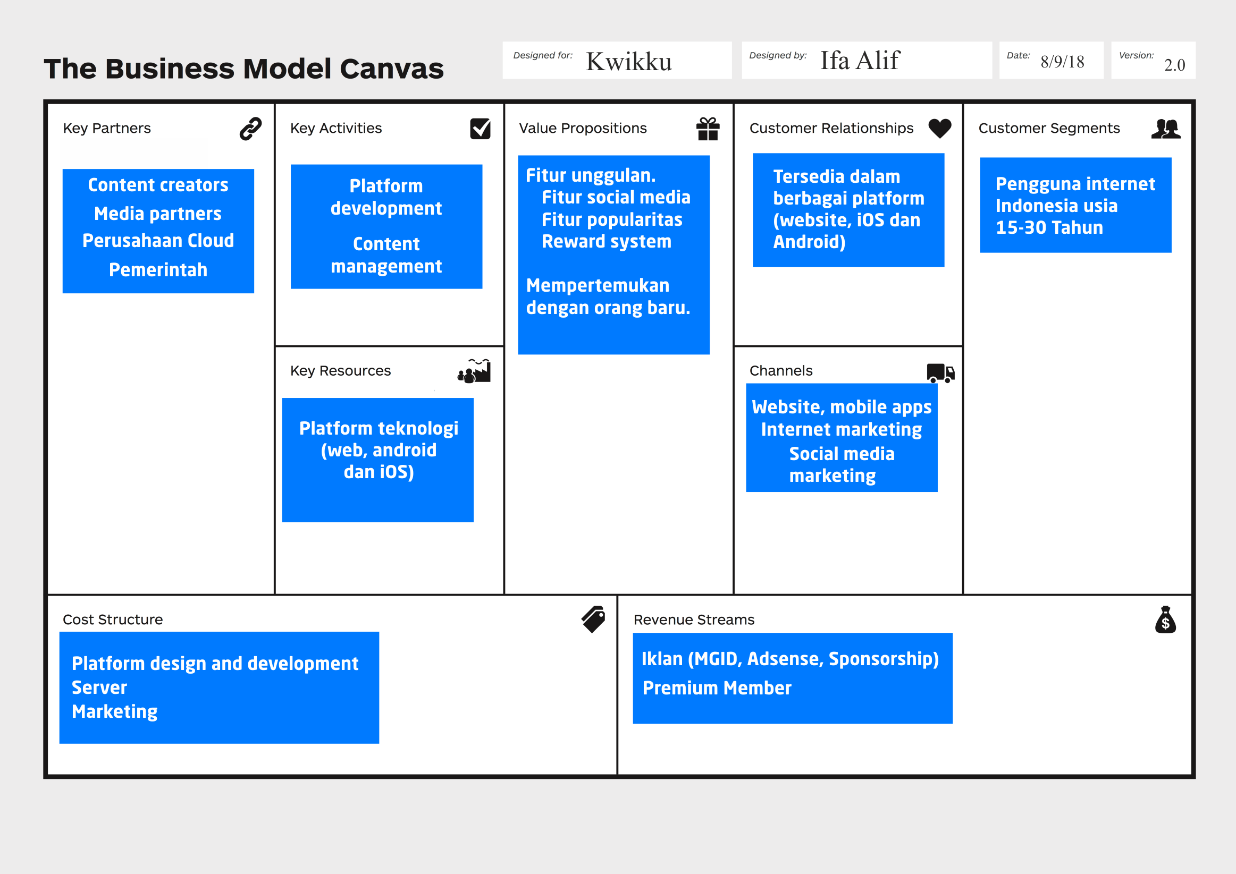 The Business Model Canvas
Designed for:
Kwikku
Designed by:
Ifa Alif
Date:
8/9/18
Version:
2.0
Key Partners
Content creators
Media partners
Perusahaan Cloud
Pemerintah
Key Activities
Platform
development
Content
management
Key Resources
Platform teknologi
(web, android
dan iOS)
Value Propositions
Fitur unggulan.
Fitur social media
Fitur popularitas
Reward system
Mempertemukan
dengan orang baru.
Customer Relationships
Tersedia dalam
berbagai platform
(website, iOS dan
Android)
Channels
Website, mobile apps
Internet marketing
Social media
marketing
Customer Segments
Pengguna internet
Indonesia usia
15-30 Tahun
Cost Structure
Platform design and development
Server
Marketing
Revenue Streams
$
Iklan (MGID, Adsense, Sponsorship)
Premium Member